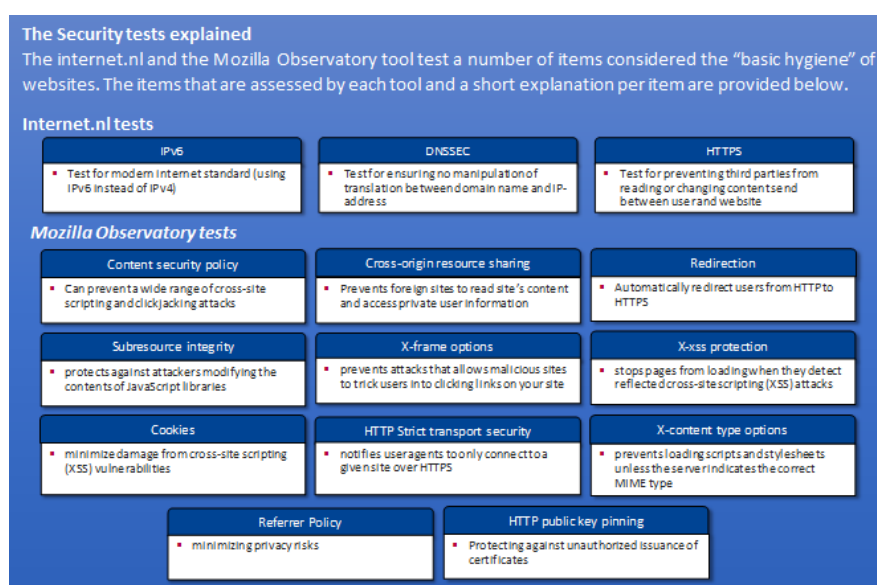 The Security tests explained
The internet.nl and the Mozilla Observatory tool test a number of items considered the “basic hygiene” of
websites. The items that are assessed by each tool and a short explanation per item are provided below.
Internet.nl tests
IPv6
▪ Test for modern internet standard (using
IPv6 instead of IPv4)
DNSSEC
▪ Test for ensuring no manipulation of
translation between domain name and IP-
address
HTTPS
▪ Test for preventing third parties from
reading or changing content send
between user and website
Mozilla Observatory tests
Content security policy
▪ Can prevent a wide range of cross-site
scripting and clickjacking attacks
Cross-origin resource sharing
▪ Prevents foreign sites to read site's content
and access private user information
Redirection
▪ Automatically redirect users from HTTP to
HTTPS
Subresource integrity
▪ protects against attackers modifying the
contents of JavaScript libraries
X-frame options
▪ prevents attacks that allows malicious sites
to trick users in to clicking links on your site
X-xss protection
▪ stops pages from loading when they detect
reflected cross-site scripting (XSS) attacks
Cookies
▪ minimize damage from cross-site scripting
(XSS) vulnerabilities
HTTP Strict transport security
▪ notifies user agents to only connect to a
given site over HTTPS
X-content type options
▪ prevents loading scripts and stylesheets
unless the server indicates the correct
MIME type
Referrer Policy
▪ minimizing privacy risks
HTTP public key pinning
▪ Protecting against unauthorized issuance of
certificates